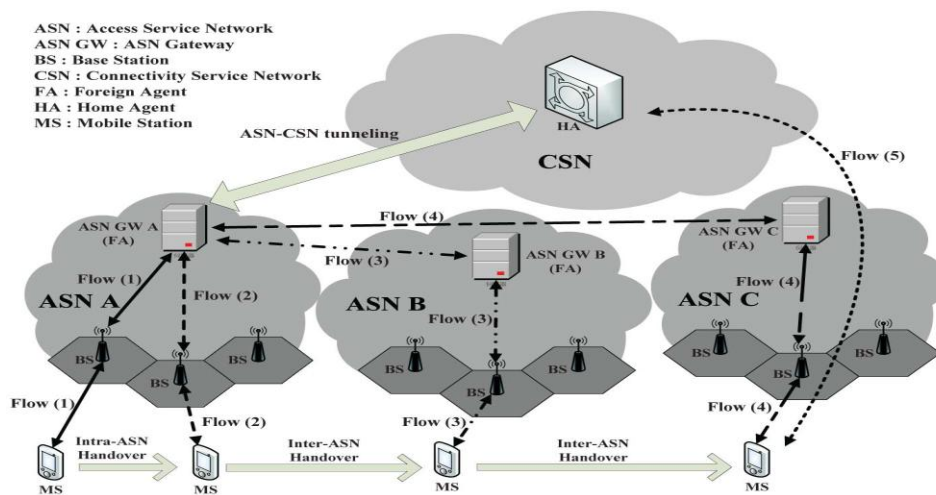 ASN : Access Service Network
ASN GW : ASN Gateway
BS : Base Station
CSN : Connectivity Service Network
FA : Foreign Agent
HA : Home Agent
MS : Mobile Station
ASN-CSN tunneling
HA
CSN
Flow (5)
ASN GW A
(FA)
Flow (4)
Flow (3)
ASN GW B
(FA)
ASN GW C
(FA)
Flow (1)
Flow (2)
Flow (4)
ASN A
ASN B
ASN C
Flow (3)
BS
BS
BS
BS
BS
BS
BS
BS
BS
Flow (1)
Flow (2)
Flow (3)
Flow (4)
Intra-ASN
Handover
Inter-ASN
Handover
Inter-ASN
Handover
MS
MS
MS
MS